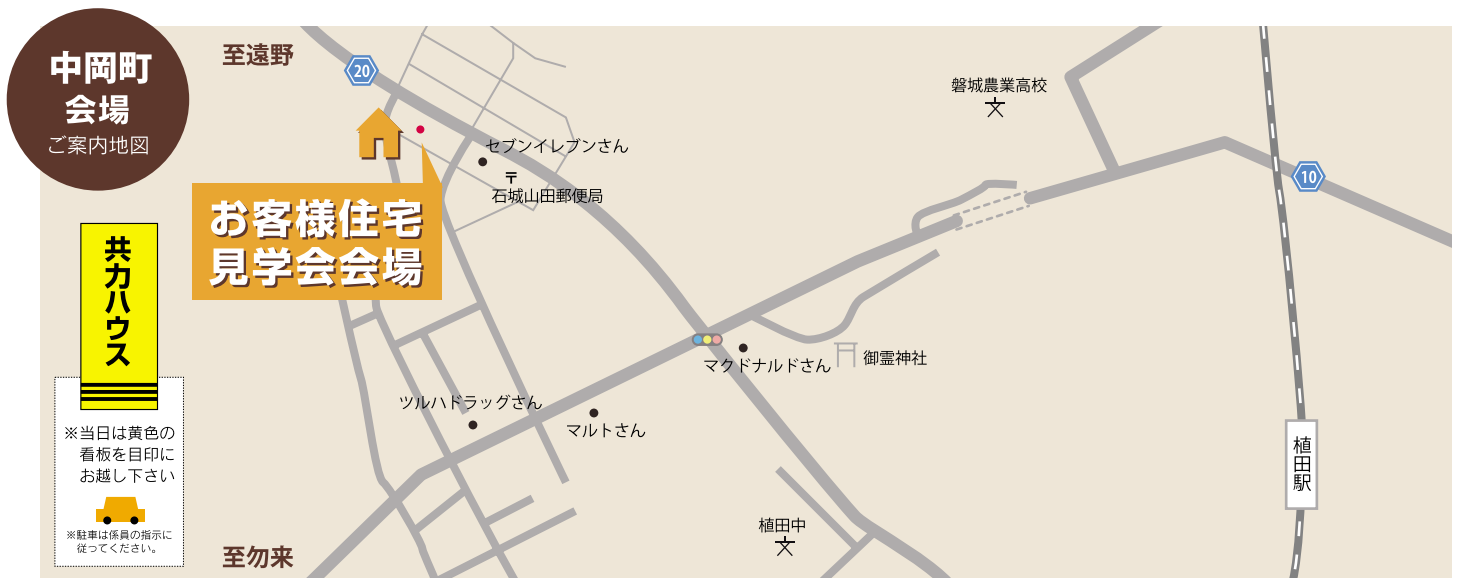 中岡町
会場
ご案内地図
至遠野
20
磐城農業高校
セブンイレブンさん
〒
石城山田郵便局
10
お客様住宅
見学会会場
共力ハウス
マクドナルドさん
御霊神社
ツルハドラッグさん
マルトさん
※当日は黄色の
看板を目印に
お越し下さい
※駐車は係員の指示に
従ってください。
植田駅
植田中
至勿来